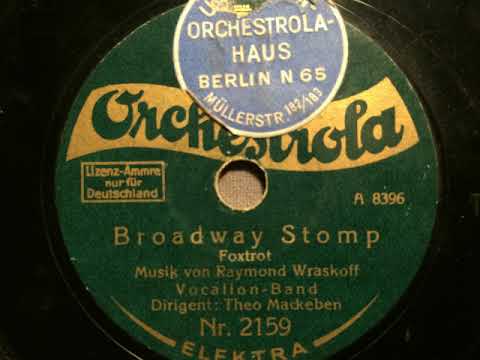 ORCHESTROLA-
HAUS
BERLIN N 65
MÜLLERSTR. 182/183
Orchestrola
Lizenz-Ammre
nur für
Deutschland
A 8396
Broadway Stomp
Foxtrot
Musik von Raymond Wraskoff
Vocalion-Band
Dirigent: Theo Mackeben
Nr. 2159
ELEKTRA